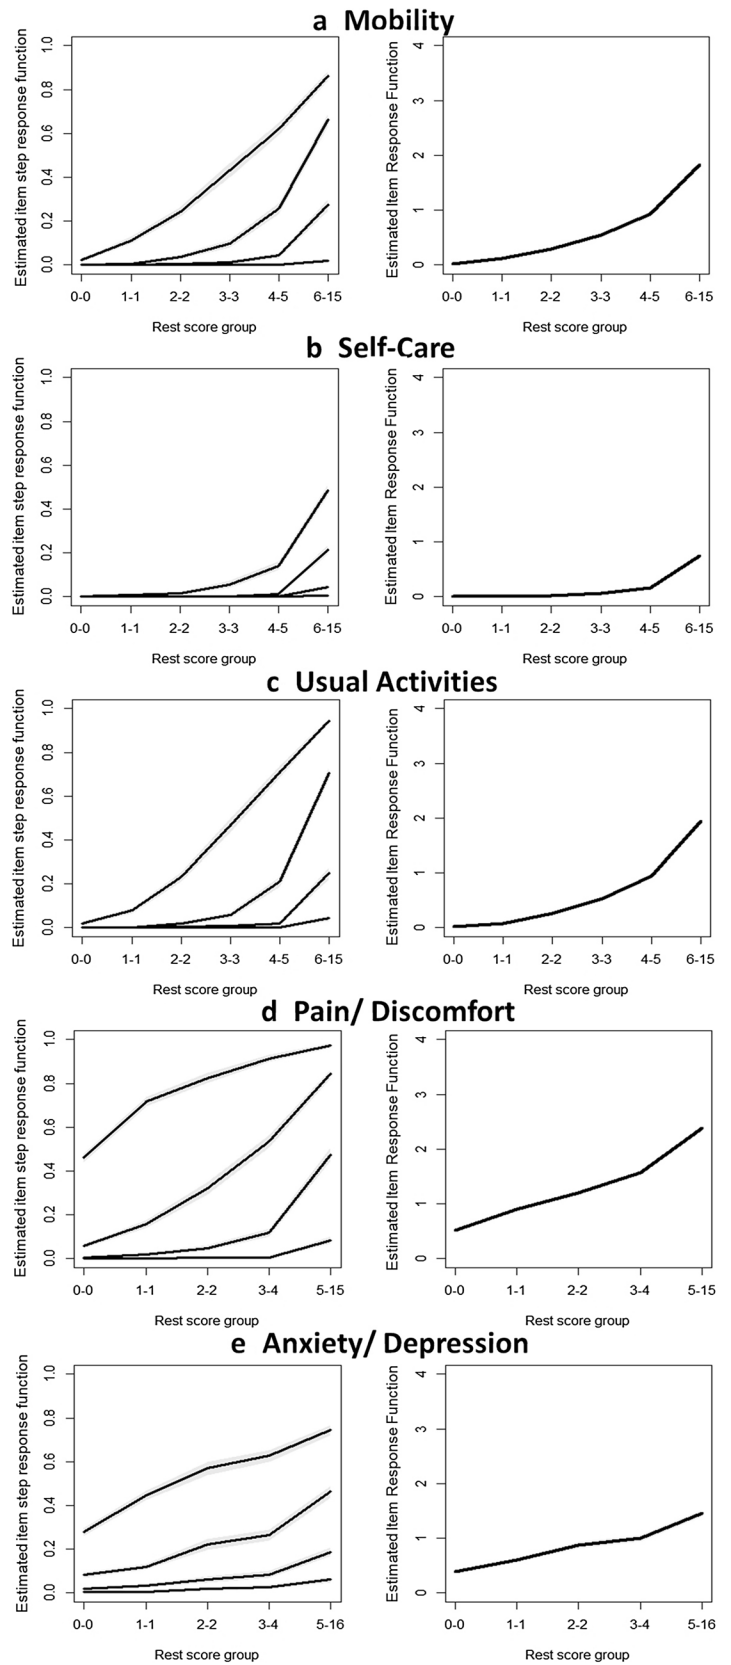 a Mobility
Estimated item step response function
1.0
0.8
0.6
0.4
0.2
0.0
0-0 1-1 2-2 3-3 4-5 6-15
Rest score group
Estimated Item Response Function
4
3
2
1
0
0-0 1-1 2-2 3-3 4-5 6-15
Rest score group
b Self-Care
Estimated item step response function
1.0
0.8
0.6
0.4
0.2
0.0
0-0 1-1 2-2 3-3 4-5 6-15
Rest score group
Estimated Item Response Function
4
3
2
1
0
0-0 1-1 2-2 3-3 4-5 6-15
Rest score group
c Usual Activities
Estimated item step response function
1.0
0.8
0.6
0.4
0.2
0.0
0-0 1-1 2-2 3-3 4-5 6-15
Rest score group
Estimated Item Response Function
4
3
2
1
0
0-0 1-1 2-2 3-3 4-5 6-15
Rest score group
d Pain/ Discomfort
Estimated item step response function
1.0
0.8
0.6
0.4
0.2
0.0
0-0 1-1 2-2 3-4 5-15
Rest score group
Estimated Item Response Function
4
3
2
1
0
0-0 1-1 2-2 3-4 5-15
Rest score group
e Anxiety/ Depression
Estimated item step response function
1.0
0.8
0.6
0.4
0.2
0.0
0-0 1-1 2-2 3-4 5-16
Rest score group
Estimated Item Response Function
4
3
2
1
0
0-0 1-1 2-2 3-4 5-16
Rest score group